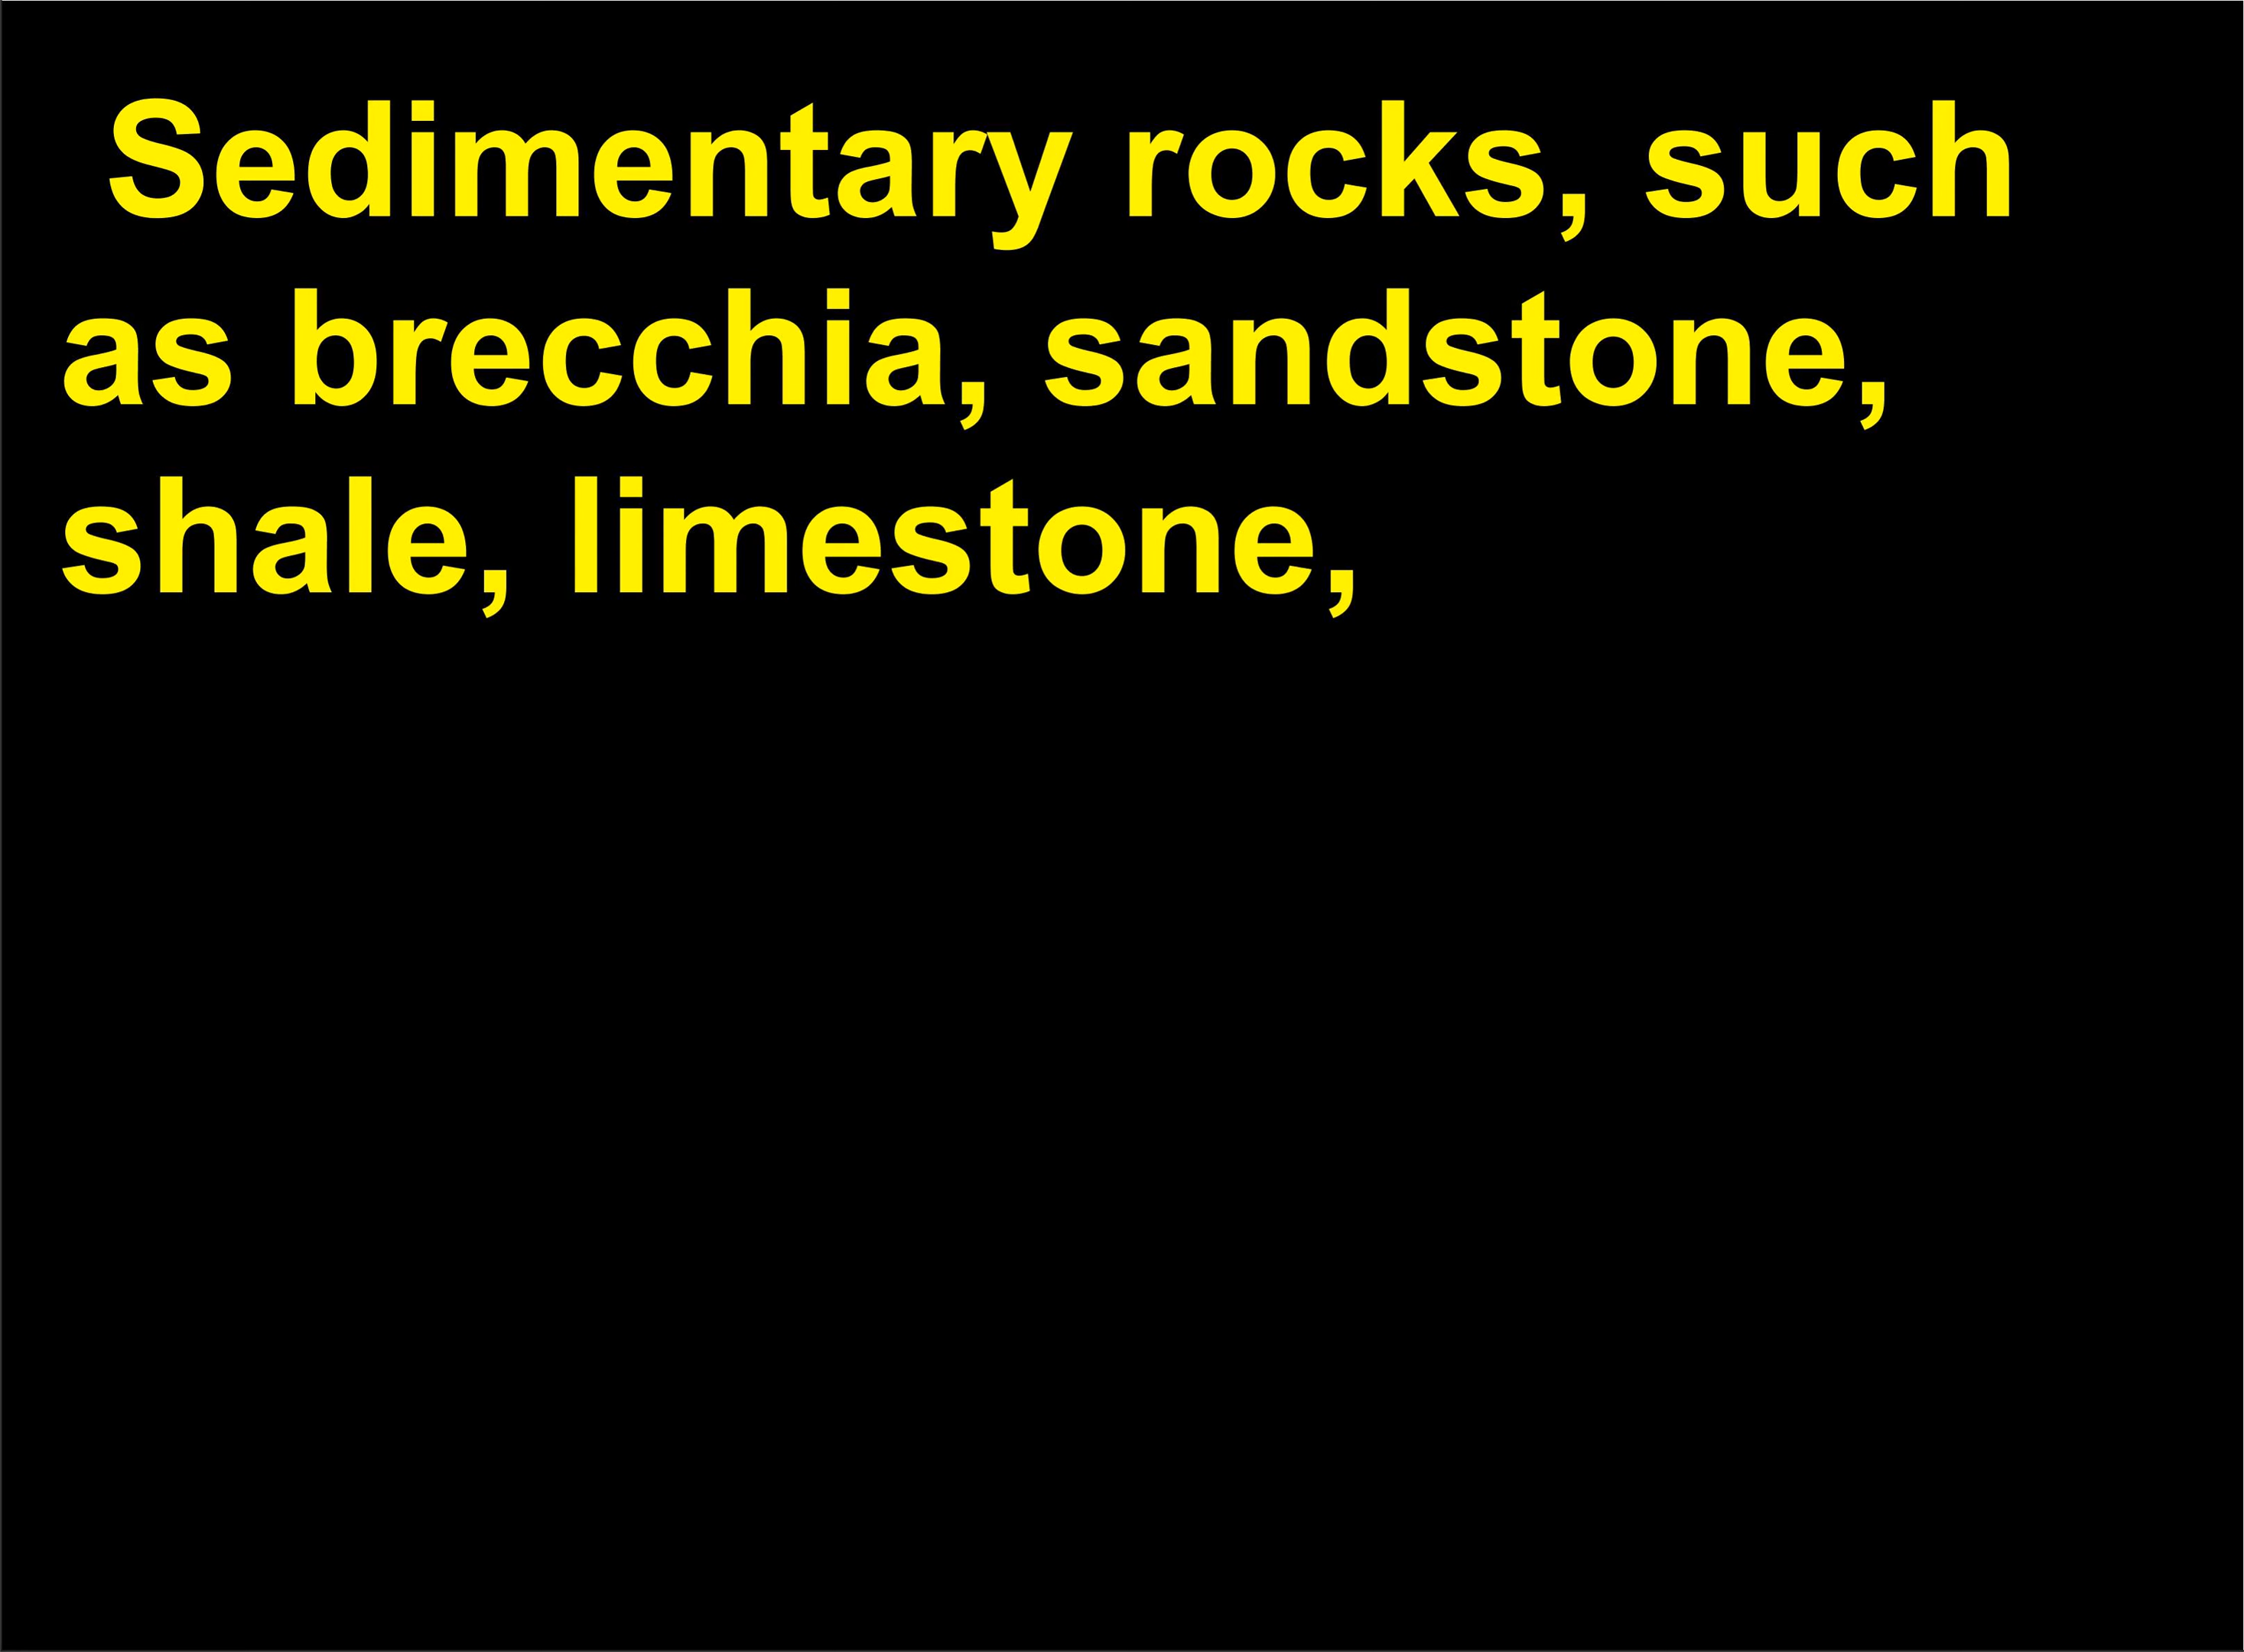 Sedimentary rocks, such
as brecchia, sandstone,
shale, limestone,